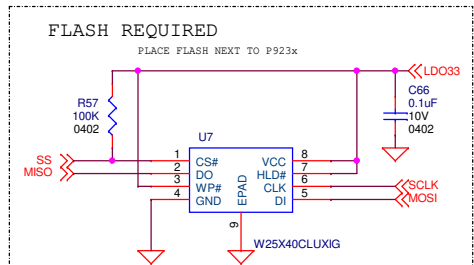 FLASH REQUIRED
PLACE FLASH NEXT TO P923x
LDO33
R57
100K
0402
C66
0.1uF
10V
0402
U7
SS
MISO
1 CS# VCC 8
2 DO HLD# 7
3 WP# CLK 6
4 GND DI 5
EPAD
9
SCLK
MOSI
W25X40CLUXIG